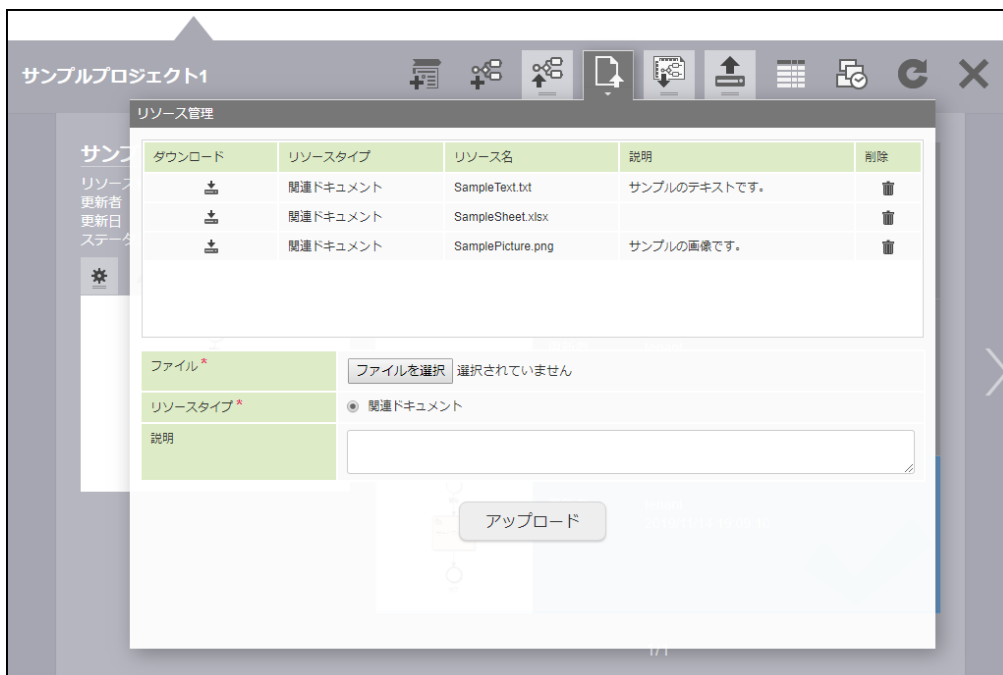 サンプルプロジェクト1
リソース管理
サンプ
リソース
更新者
更新日
ステータ
ダウンロード リソースタイプ リソース名 説明 削除
関連ドキュメント SampleText.txt サンプルのテキストです。
関連ドキュメント SampleSheet.xlsx
関連ドキュメント SamplePicture.png サンプルの画像です。
ファイル* ファイルを選択 選択されていません
リソースタイプ* 関連ドキュメント
説明
アップロード
1/1